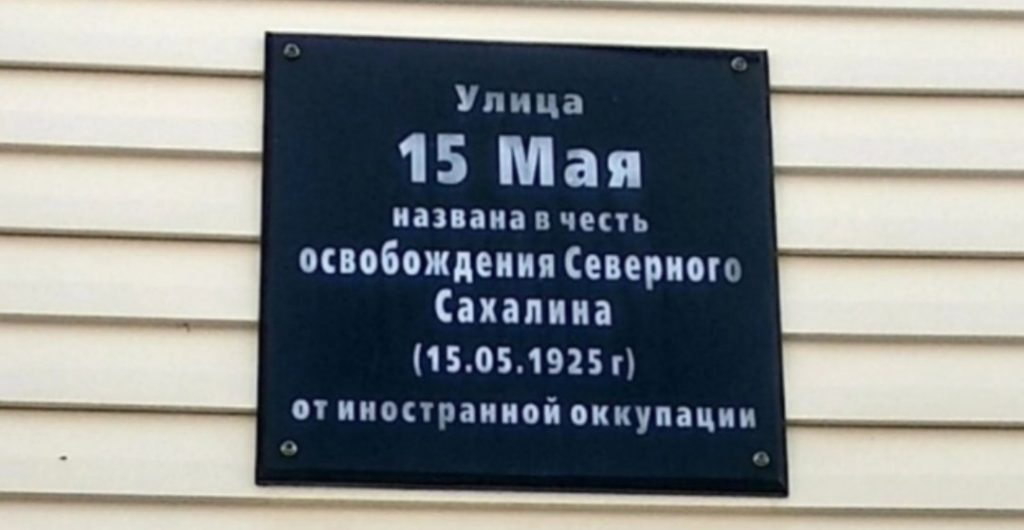 Улица
15 Мая
названа в честь
освобождения Северного
Сахалина
(15.05.1925 г)
от иностранной оккупации